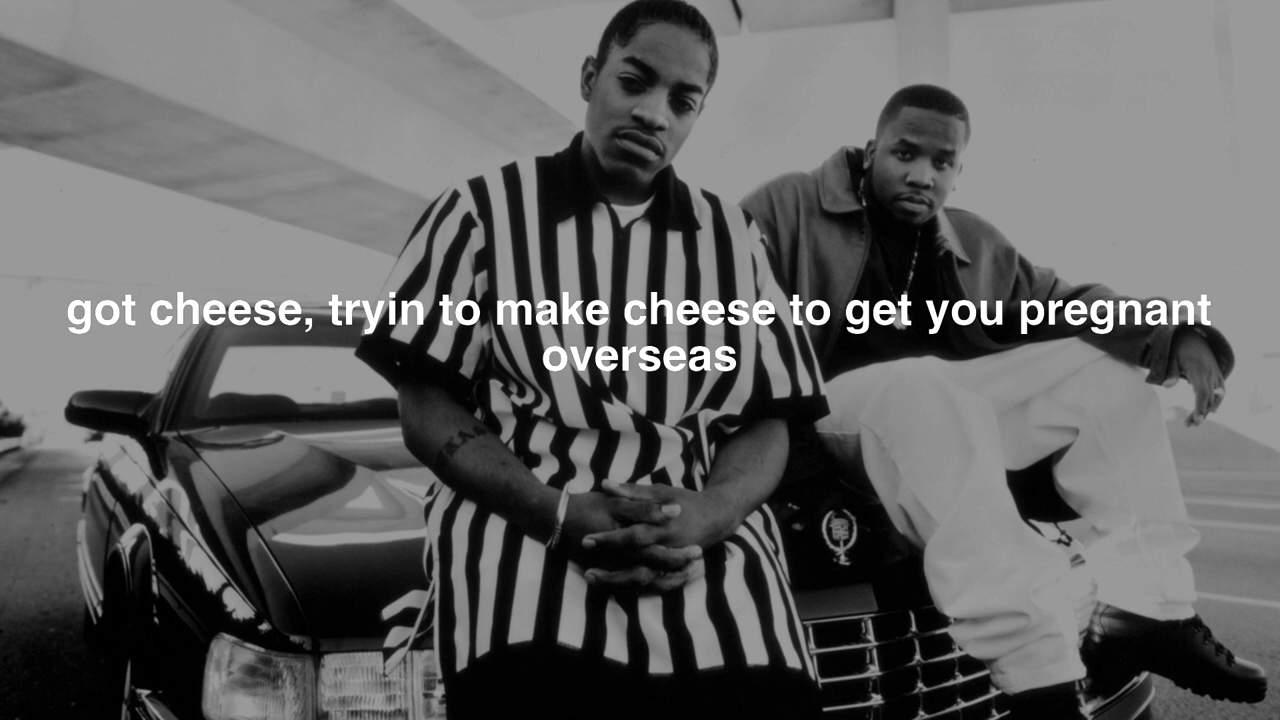 got cheese, tryin to make cheese to get you pregnant
overseas